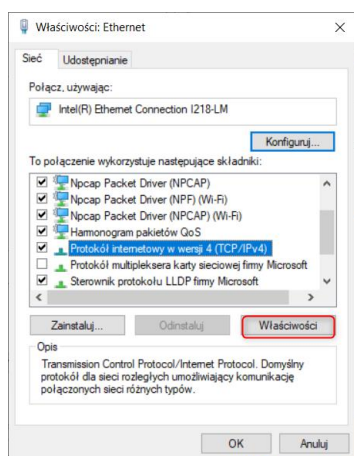 Właściwości: Ethernet
Sieć Udostępnianie
Połącz, używając:
Intel(R) Ethernet Connection I218-LM
Konfiguruj...
To połączenie wykorzystuje następujące składniki:
Npcap Packet Driver (NPCAP)
Npcap Packet Driver (NPF) (Wi-Fi)
Npcap Packet Driver (NPCAP) (Wi-Fi)
Harmonogram pakietów QoS
Protokół internetowy w wersji 4 (TCP/IPv4)
Protokół multipleksera karty sieciowej firmy Microsoft
Sterownik protokołu LLDP firmy Microsoft
Zainstaluj... Odinstaluj Właściwości
Opis
Transmission Control Protocol/Internet Protocol. Domyślny
protokół dla sieci rozległych umożliwiający komunikację
połączonych sieci różnych typów.
OK Anuluj